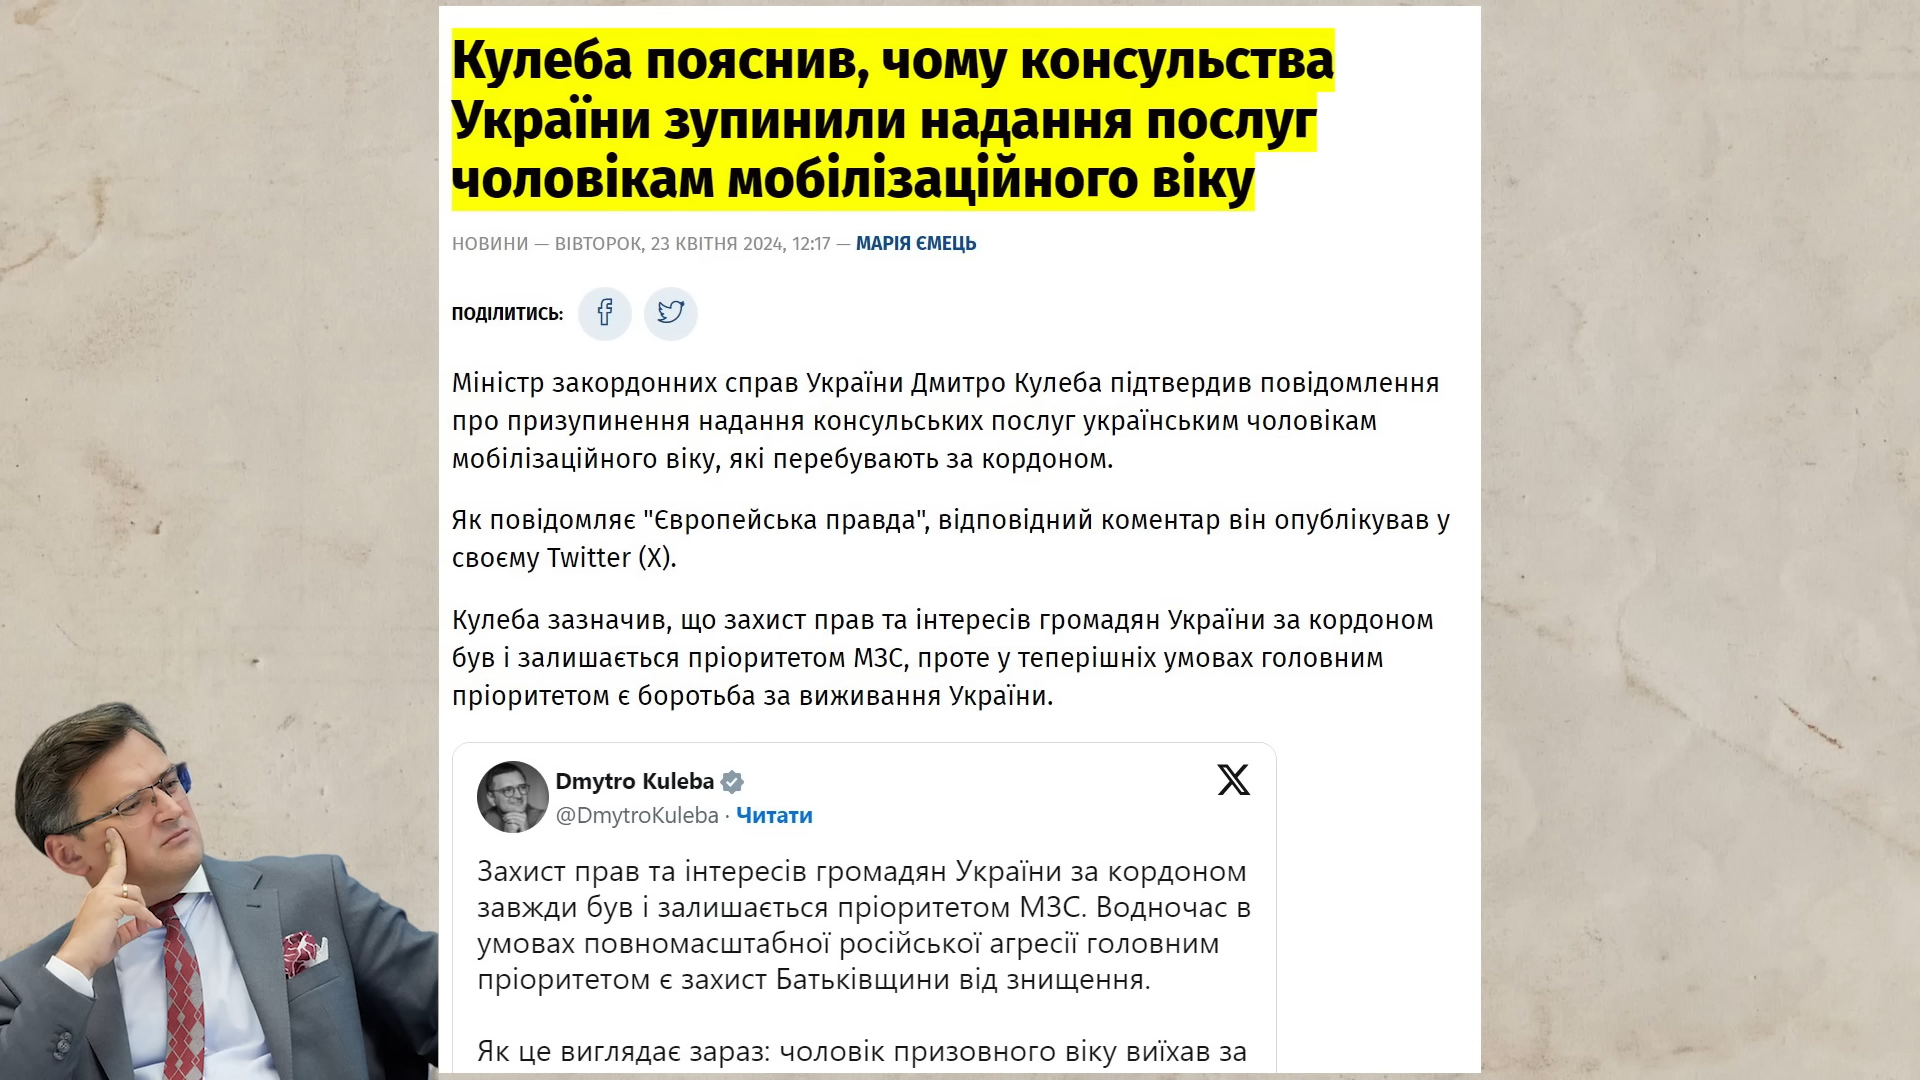 Кулеба пояснив, чому консульства
України зупинили надання послуг
чоловікам мобілізаційного віку
НОВИНИ — ВІВТОРОК, 23 КВІТНЯ 2024, 12:17 — МАРІЯ ЄМЕЦЬ
ПОДІЛИТИСЬ:
Міністр закордонних справ України Дмитро Кулеба підтвердив повідомлення
про призупинення надання консульських послуг українським чоловікам
мобілізаційного віку, які перебувають за кордоном.
Як повідомляє "Європейська правда", відповідний коментар він опублікував у
своєму Twitter (X).
Кулеба зазначив, що захист прав та інтересів громадян України за кордоном
був і залишається пріоритетом МЗС, проте у теперішніх умовах головним
пріоритетом є боротьба за виживання України.
Dmytro Kuleba
@DmytroKuleba · Читати
Захист прав та інтересів громадян України за кордоном
завжди був і залишається пріоритетом МЗС. Водночас в
умовах повномасштабної російської агресії головним
пріоритетом є захист Батьківщини від знищення.
Як це виглядає зараз: чоловік призовного віку виїхав за